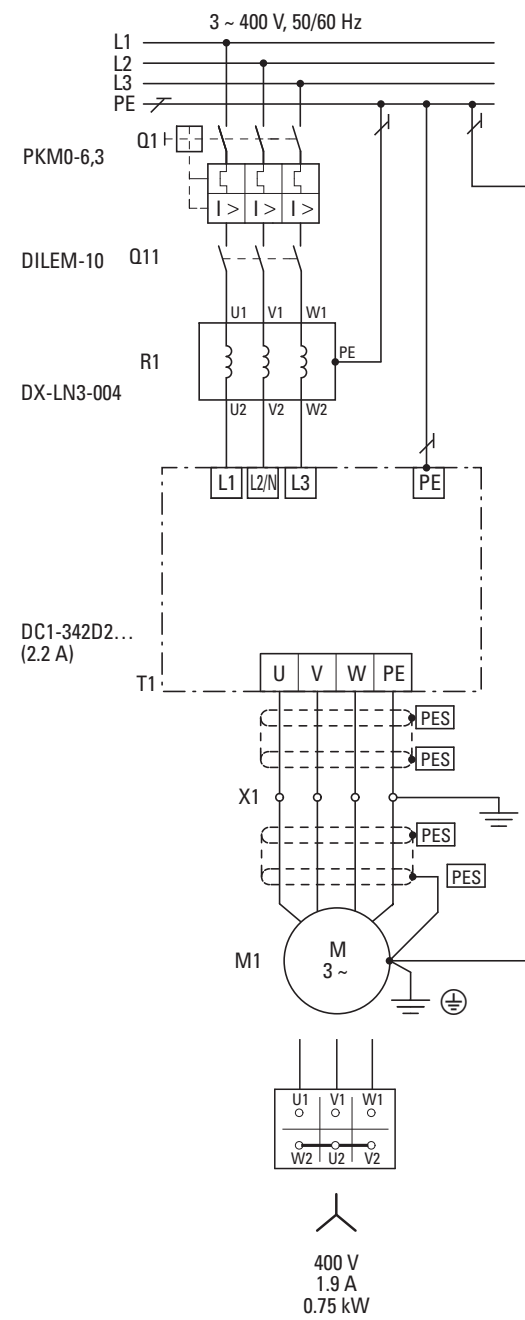 3 ~ 400 V, 50/60 Hz
L1
L2
L3
PE
Q1
PKM0-6,3
I > I > I >
DILEM-10 Q11
U1 V1 W1
R1 PE
DX-LN3-004
U2 V2 W2
L1 L2/N L3 PE
DC1-342D2…
(2.2 A)
T1
U V W PE
PES
PES
X1
PES
PES
M1 M
3 ~
U1 V1 W1
W2 U2 V2
400 V
1.9 A
0.75 kW